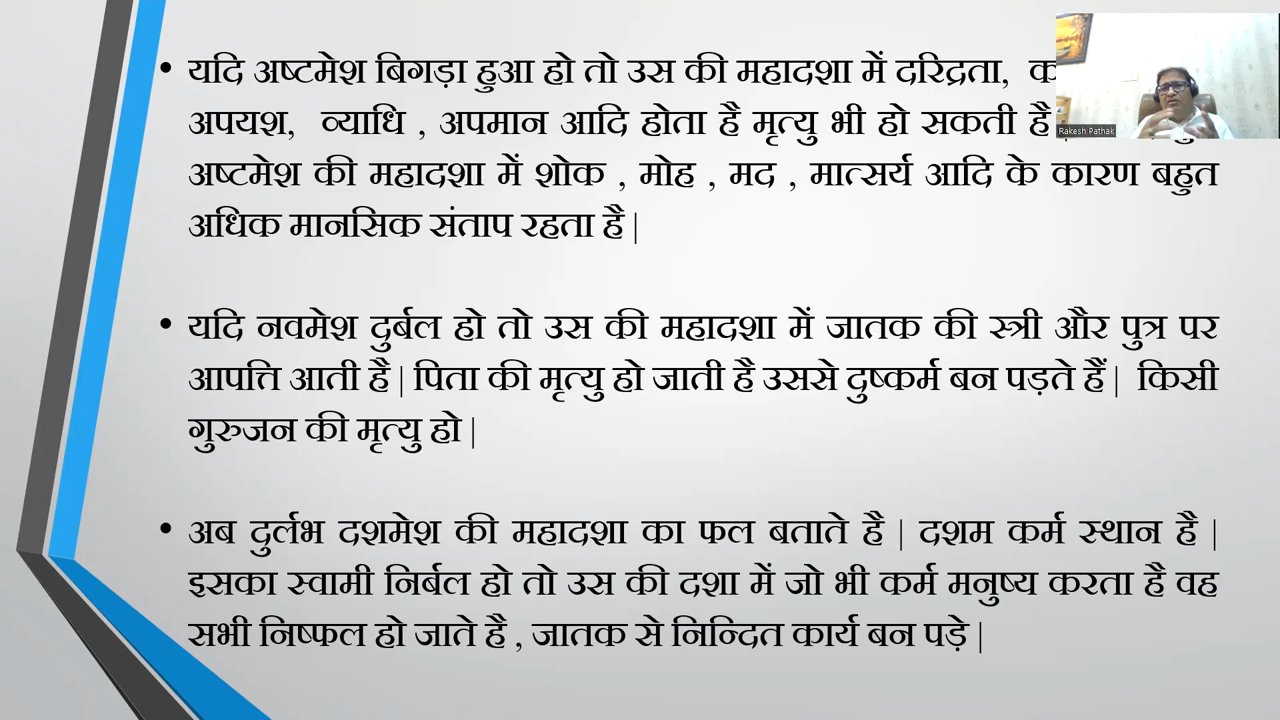 यदि अष्टमेश बिगड़ा हुआ हो तो उस की महादशा में दरिद्रता,
अपयश, व्याधि , अपमान आदि होता है मृत्यु भी हो सकती है
अष्टमेश की महादशा में शोक , मोह , मद , मात्सर्य आदि के कारण बहुत
अधिक मानसिक संताप रहता है |
यदि नवमेश दुर्बल हो तो उस की महादशा में जातक की स्त्री और पुत्र पर
आपत्ति आती है | पिता की मृत्यु हो जाती है उससे दुष्कर्म बन पड़ते हैं | किसी
गुरुजन की मृत्यु हो |
अब दुर्लभ दशमेश की महादशा का फल बताते है | दशम कर्म स्थान है |
इसका स्वामी निर्बल हो तो उस की दशा में जो भी कर्म मनुष्य करता है वह
सभी निष्फल हो जाते है , जातक से निन्दित कार्य बन पड़े |
Rakesh Pathak